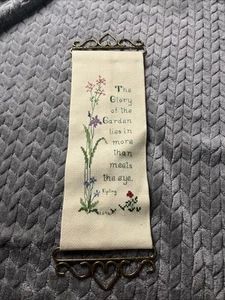 The
Glory
of the
Garden
lies in
more
than
meets
the eye.
Kipling